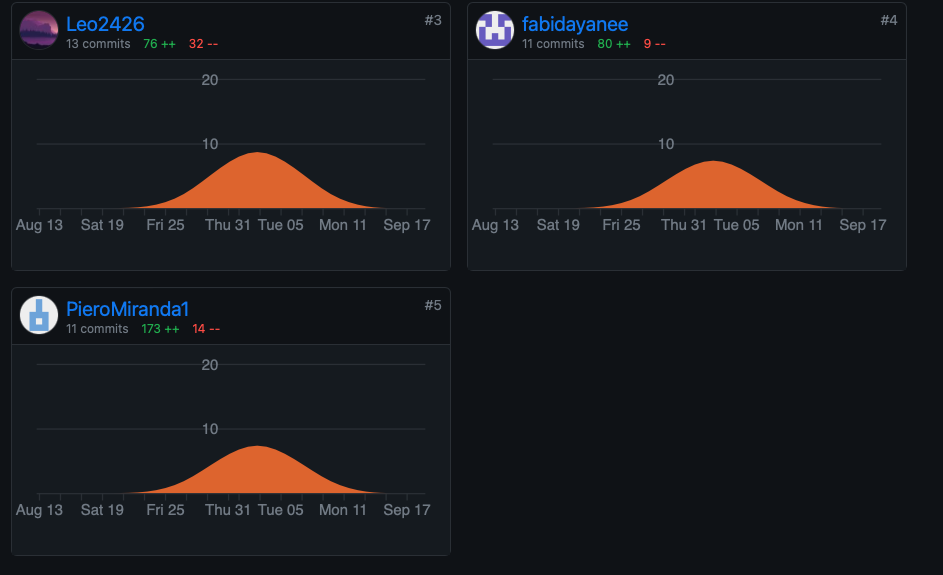 Leo2426 #3
13 commits 76 ++ 32 --
20
10
Aug 13 Sat 19 Fri 25 Thu 31 Tue 05 Mon 11 Sep 17
fabidayanee #4
11 commits 80 ++ 9 --
20
10
Aug 13 Sat 19 Fri 25 Thu 31 Tue 05 Mon 11 Sep 17
PieroMiranda1 #5
11 commits 173 ++ 14 --
20
10
Aug 13 Sat 19 Fri 25 Thu 31 Tue 05 Mon 11 Sep 17